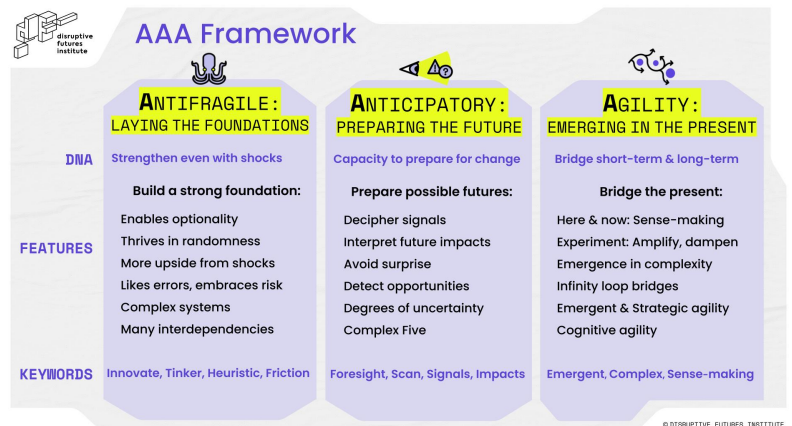 disruptive
futures
institute
AAA Framework
ANTIFRAGILE:
LAYING THE FOUNDATIONS
ANTICIPATORY:
PREPARING THE FUTURE
AGILITY:
EMERGING IN THE PRESENT
DNA
Strengthen even with shocks
Capacity to prepare for change
Bridge short-term & long-term
FEATURES
Build a strong foundation:
Enables optionality
Thrives in randomness
More upside from shocks
Likes errors, embraces risk
Complex systems
Many interdependencies
Prepare possible futures:
Decipher signals
Interpret future impacts
Avoid surprise
Detect opportunities
Degrees of uncertainty
Complex Five
Bridge the present:
Here & now: Sense-making
Experiment: Amplify, dampen
Emergence in complexity
Infinity loop bridges
Emergent & Strategic agility
Cognitive agility
KEYWORDS
Innovate, Tinker, Heuristic, Friction
Foresight, Scan, Signals, Impacts
Emergent, Complex, Sense-making
© DISRUPTIVE FUTURES INSTITUTE